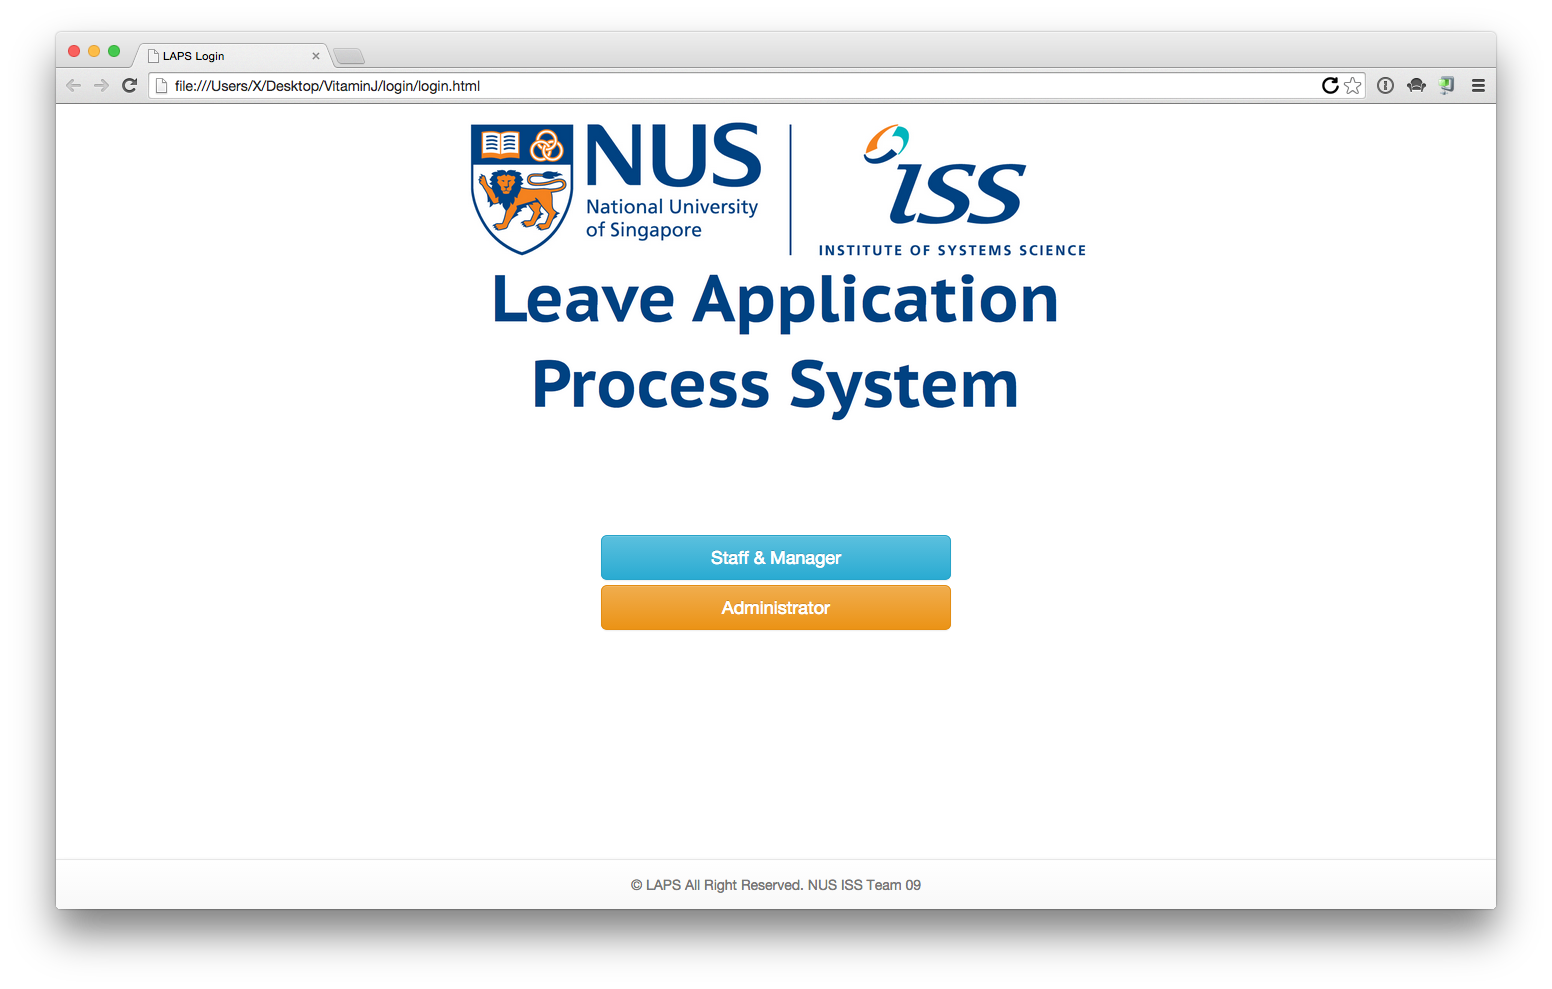 LAPS Login
file:///Users/X/Desktop/VitaminJ/login/login.html
NUS
National University
of Singapore
iss
INSTITUTE OF SYSTEMS SCIENCE
Leave Application
Process System
Staff & Manager
Administrator
© LAPS All Right Reserved. NUS ISS Team 09